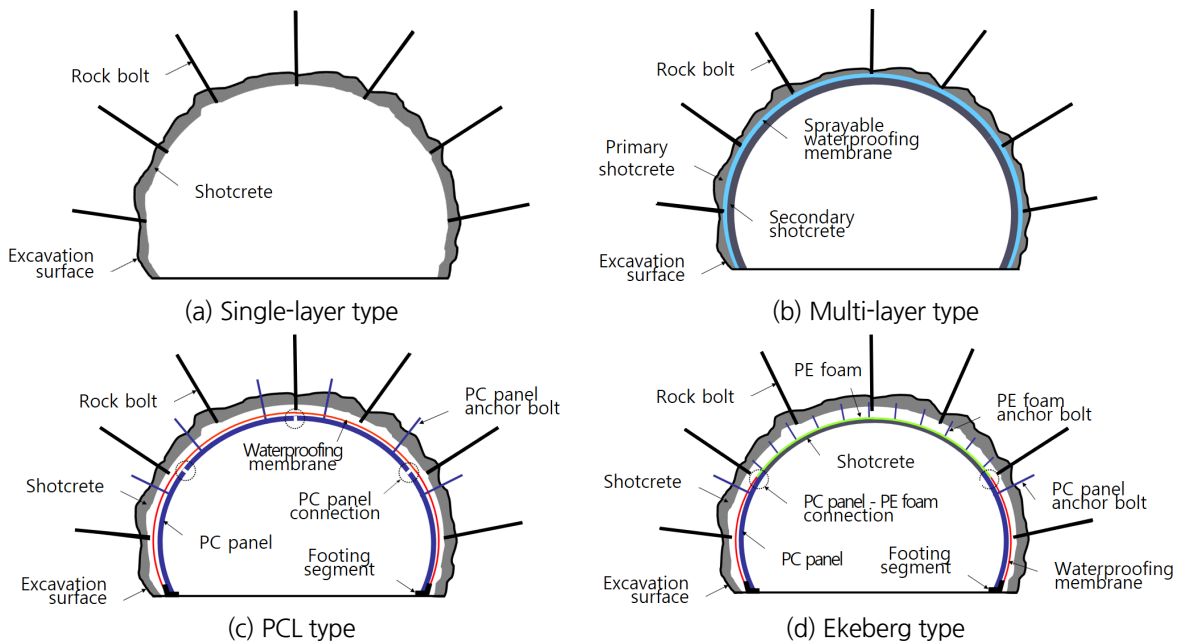 Rock bolt
Shotcrete
Excavation
surface
(a) Single-layer type
Rock bolt
Sprayable
waterproofing
membrane
Primary
shotcrete
Secondary
shotcrete
Excavation
surface
(b) Multi-layer type
Rock bolt
PC panel
anchor bolt
Waterproofing
membrane
Shotcrete
PC panel
connection
PC panel
Footing
segment
Excavation
surface
(c) PCL type
PE foam
Rock bolt
PE foam
anchor bolt
Shotcrete
Shotcrete
PC panel - PE foam
connection
PC panel
anchor bolt
PC panel
Footing
segment
Waterproofing
membrane
Excavation
surface
(d) Ekeberg type